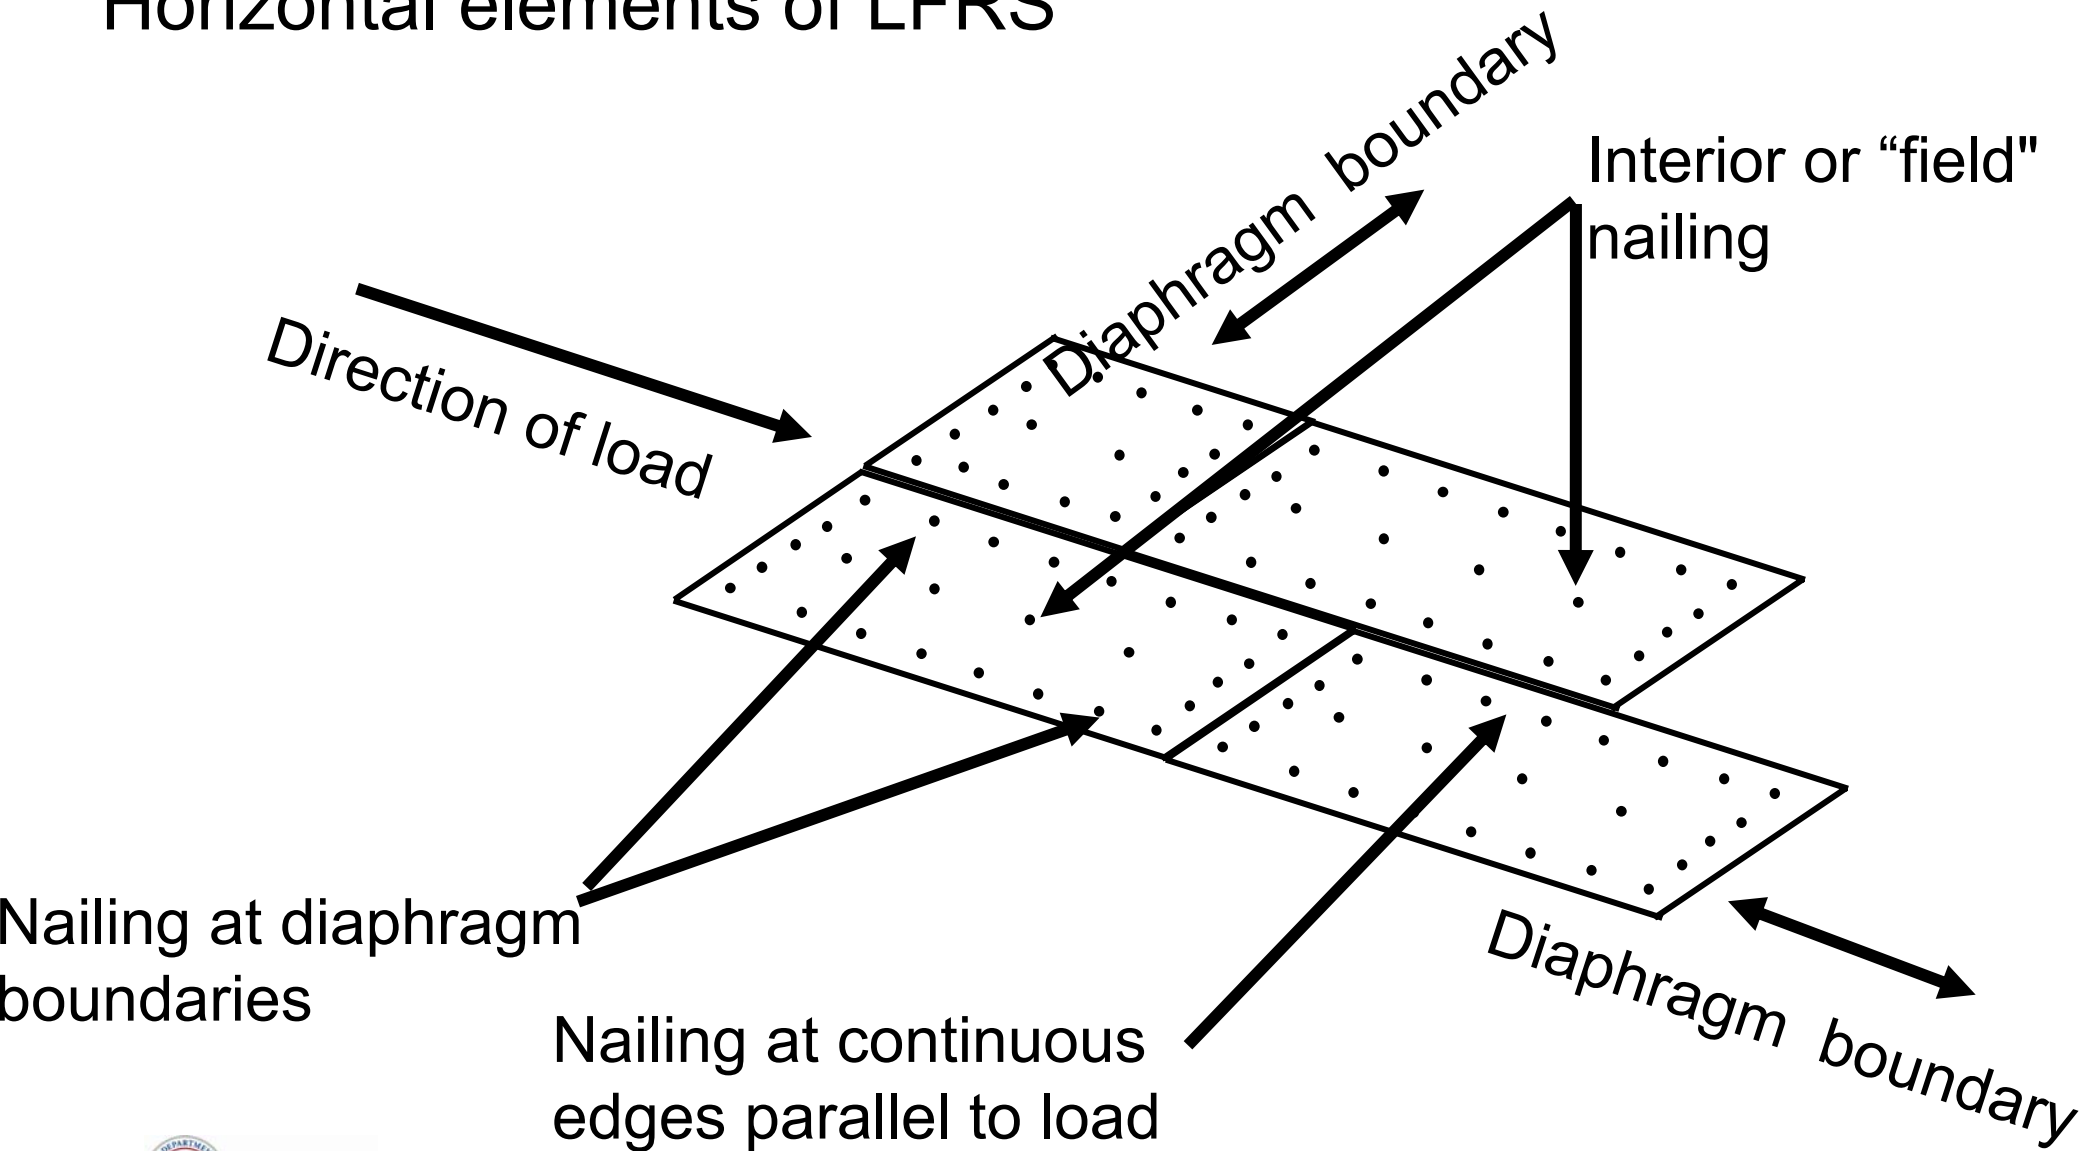 Horizontal elements of LFRS
Diaphragm boundary
Interior or “field"
nailing
Direction of load
Nailing at diaphragm
boundaries
Nailing at continuous
edges parallel to load
Diaphragm boundary